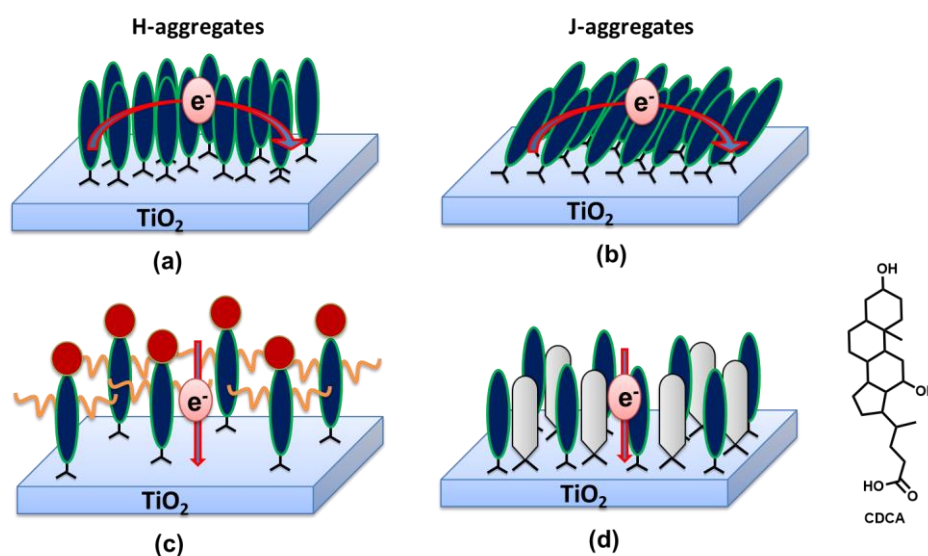 H-aggregates
J-aggregates
e-
e-
TiO2
TiO2
(a)
(b)
e-
e-
TiO2
TiO2
(c)
(d)
OH
OH
HO
O
CDCA